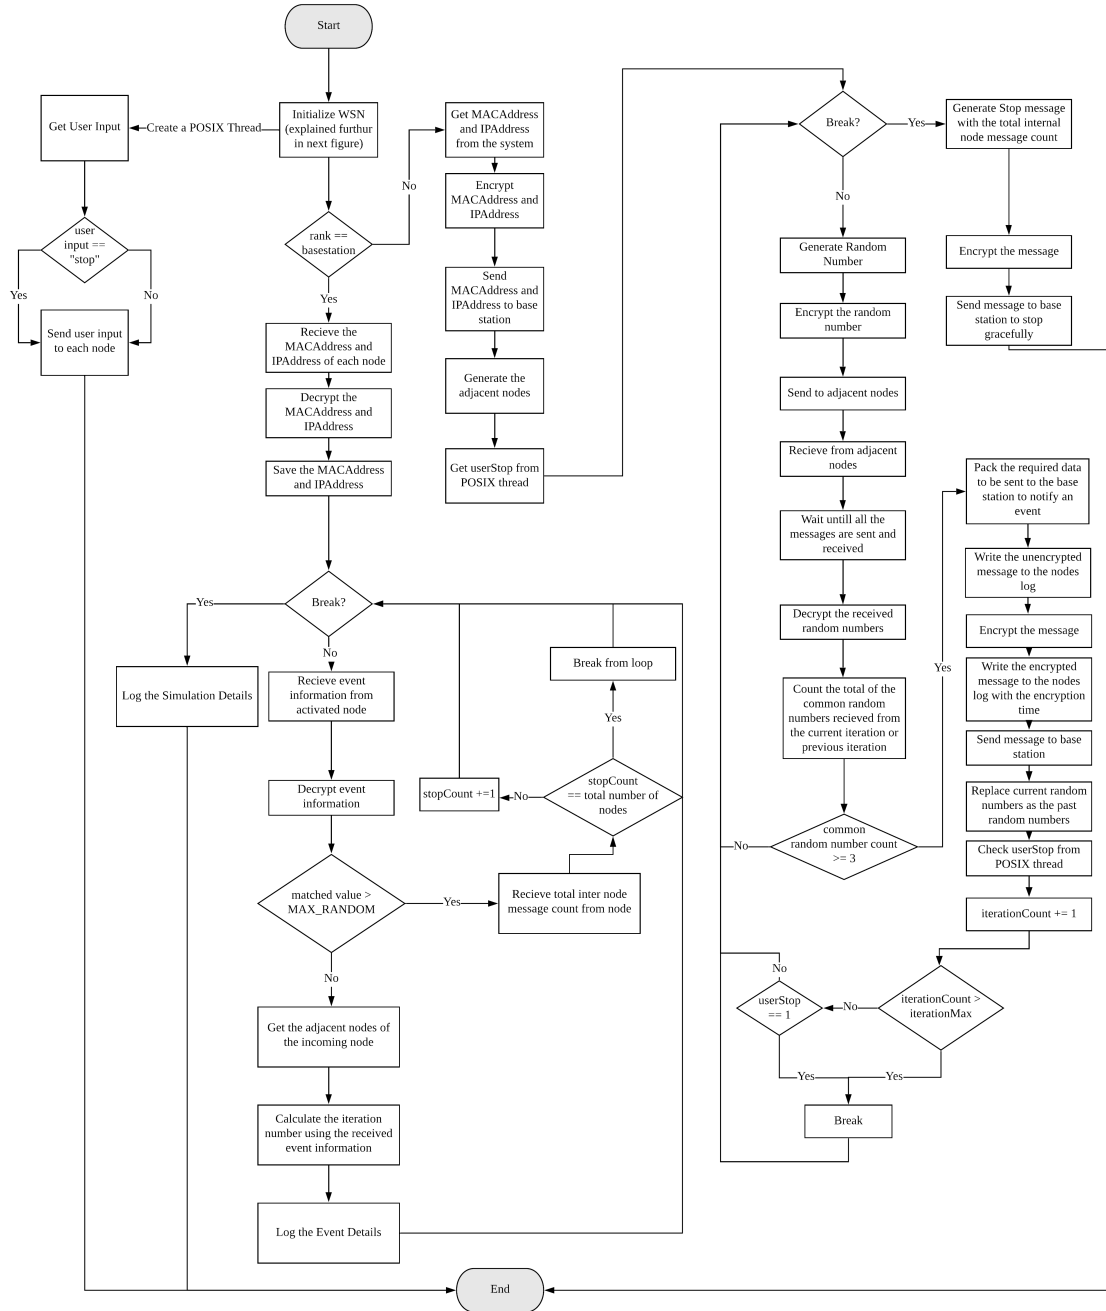 Start
Get User Input
Create a POSIX Thread
Initialize WSN
(explained furthur
in next figure)
user
input ==
"stop"
Yes
No
Send user input
to each node
rank ==
basestation
No
Yes
Get MACAddress
and IPAddress
from the system
Encrypt
MACAddress and
IPAddress
Send
MACAddress and
IPAddress to base
station
Generate the
adjacent nodes
Get userStop from
POSIX thread
Recieve the
MACAddress and
IPAddress of each node
Decrypt the
MACAddress and
IPAddress
Save the MACAddress
and IPAddress
Break?
Yes
No
Log the Simulation Details
Recieve event
information from
activated node
Decrypt event
information
matched value >
MAX_RANDOM
Yes
No
Recieve total inter node
message count from node
stopCount
== total number of
nodes
No
Yes
stopCount +=1
Break from loop
Get the adjacent nodes of
the incoming node
Calculate the iteration
number using the received
event information
Log the Event Details
Break?
Yes
No
Generate Stop message
with the total internal
node message count
Encrypt the message
Send message to base
station to stop
gracefully
Generate Random
Number
Encrypt the random
number
Send to adjacent nodes
Recieve from adjacent
nodes
Wait untill all the
messages are sent and
received
Decrypt the received
random numbers
Count the total of the
common random
numbers recieved from
the current iteration or
previous iteration
common
random number count
>= 3
No
Yes
Pack the required data
to be sent to the base
station to notify an
event
Write the unencrypted
message to the nodes
log
Encrypt the message
Write the encrypted
message to the nodes
log with the encryption
time
Send message to base
station
Replace current random
numbers as the past
random numbers
Check userStop from
POSIX thread
iterationCount += 1
iterationCount >
iterationMax
No
Yes
userStop
== 1
No
Yes
Break
End